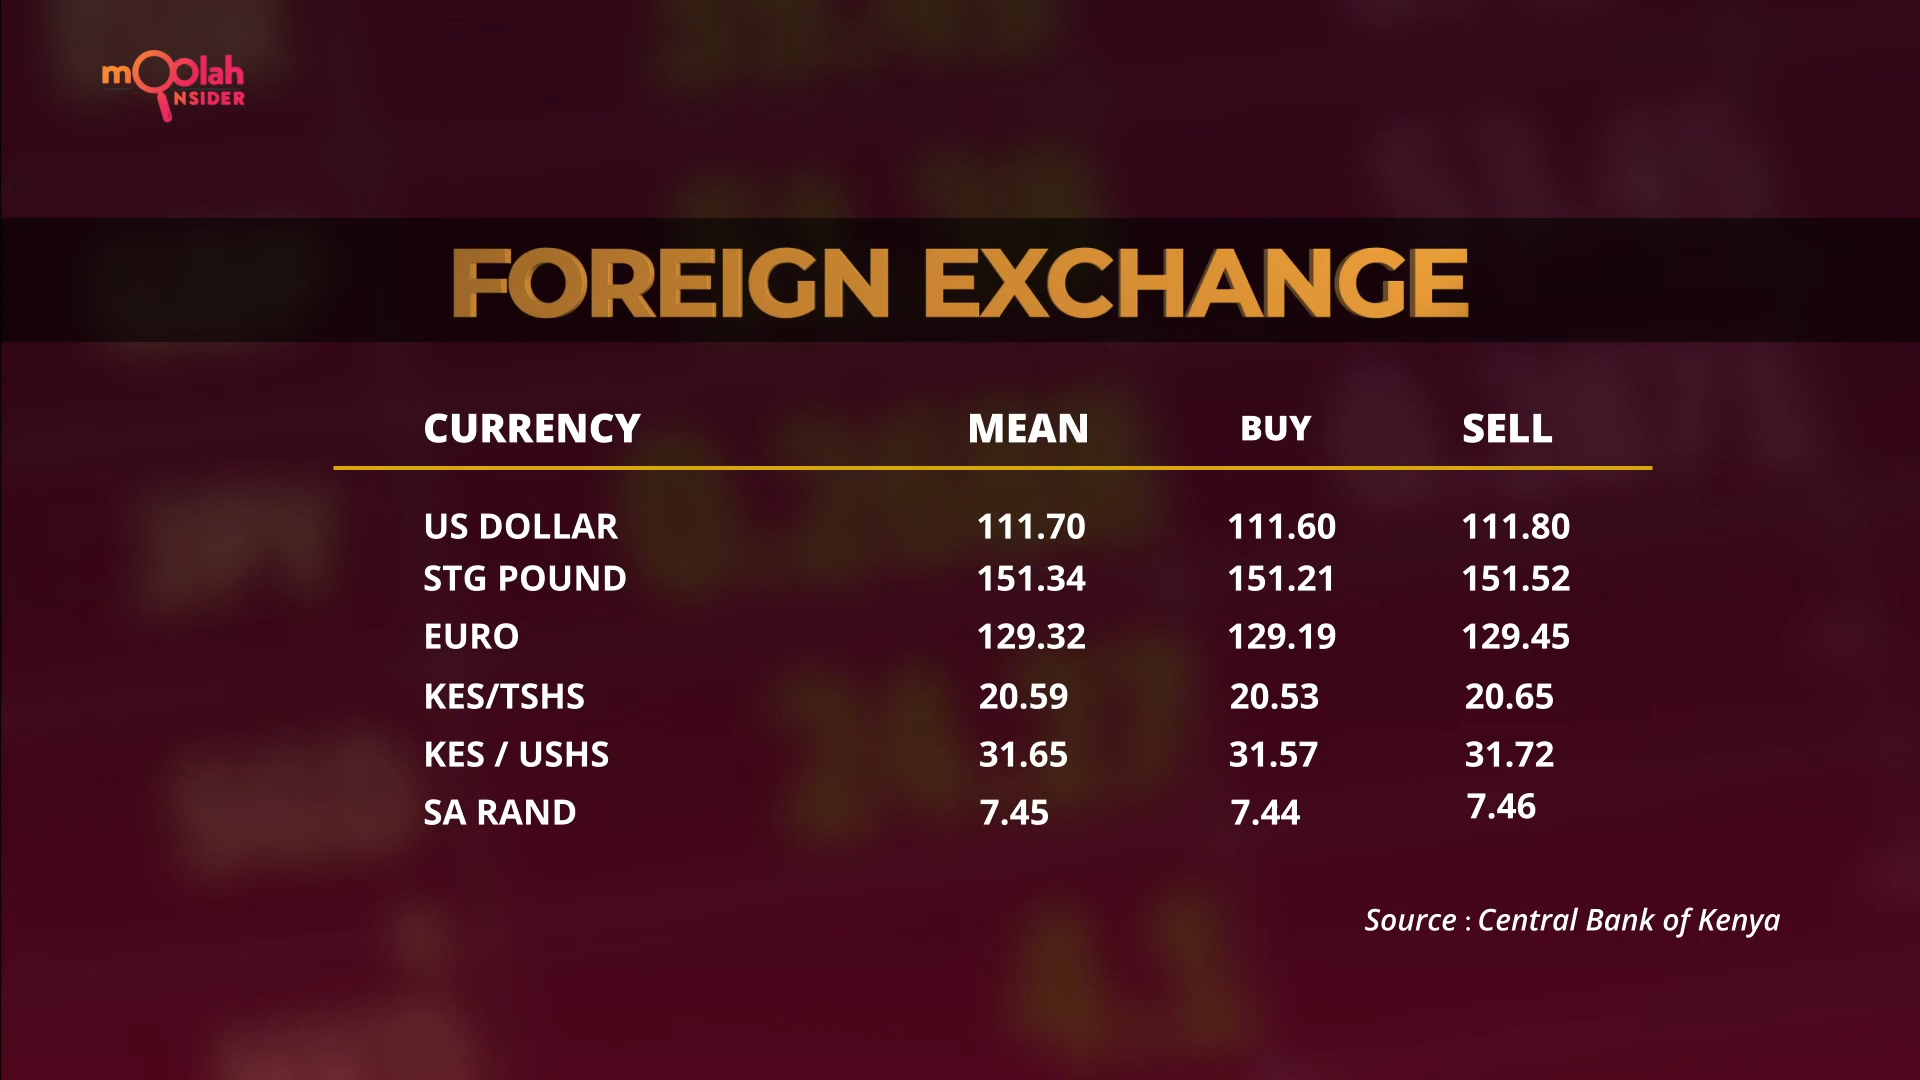 moolah
INSIDER
FOREIGN EXCHANGE
CURRENCY MEAN BUY SELL
US DOLLAR 111.70 111.60 111.80
STG POUND 151.34 151.21 151.52
EURO 129.32 129.19 129.45
KES/TSHS 20.59 20.53 20.65
KES / USHS 31.65 31.57 31.72
SA RAND 7.45 7.44 7.46
Source : Central Bank of Kenya